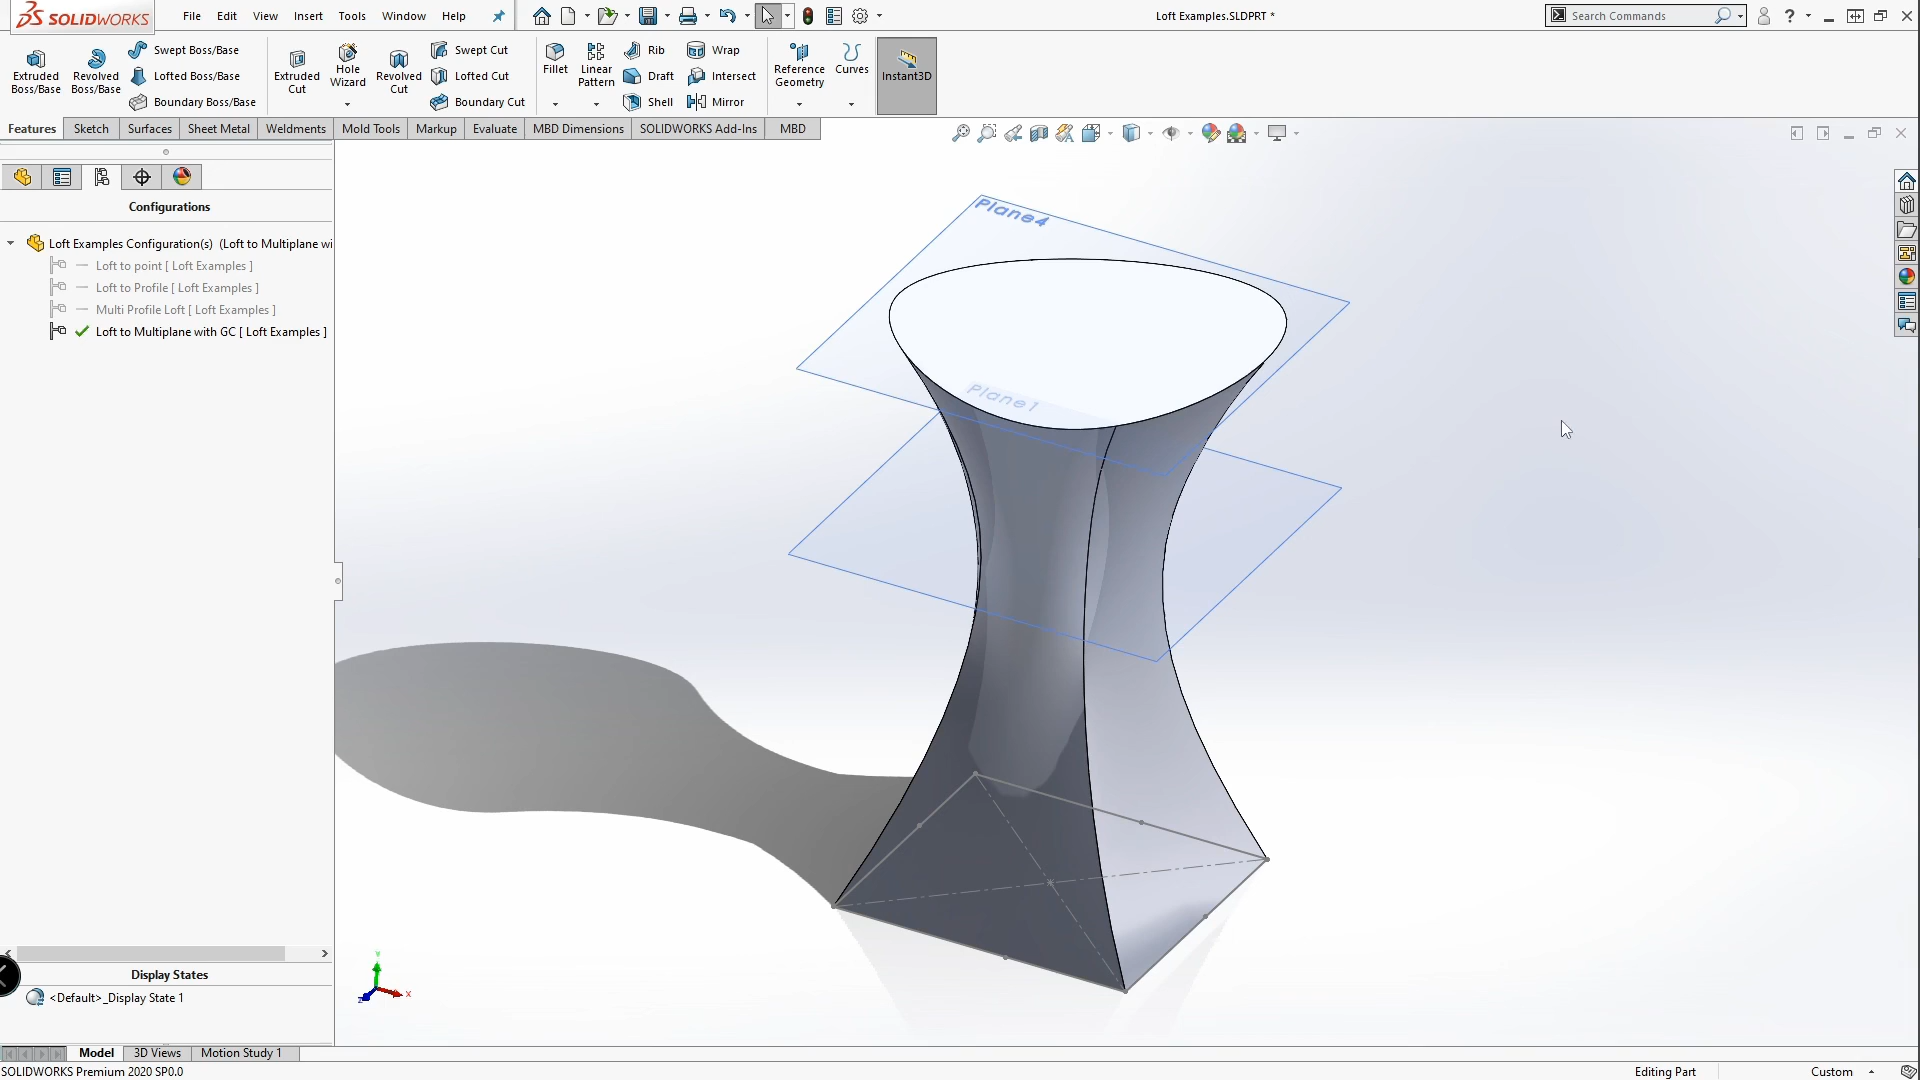 SOLIDWORKS
File Edit View Insert Tools Window Help
Loft Examples.SLDPRT *
Search Commands
Extruded Boss/Base
Revolved Boss/Base
Swept Boss/Base
Lofted Boss/Base
Boundary Boss/Base
Extruded Cut
Hole Wizard
Revolved Cut
Swept Cut
Lofted Cut
Boundary Cut
Fillet
Linear Pattern
Rib
Draft
Shell
Wrap
Intersect
Mirror
Reference Geometry
Curves
Instant3D
Features Sketch Surfaces Sheet Metal Weldments Mold Tools Markup Evaluate MBD Dimensions SOLIDWORKS Add-Ins MBD
Configurations
Loft Examples Configuration(s) (Loft to Multiplane wi
Loft to point [ Loft Examples ]
Loft to Profile [ Loft Examples ]
Multi Profile Loft [ Loft Examples ]
Loft to Multiplane with GC [ Loft Examples ]
Plane4
Plane1
Y
Z
X
Display States
<Default>_Display State 1
Model 3D Views Motion Study 1
SOLIDWORKS Premium 2020 SP0.0
Editing Part
Custom